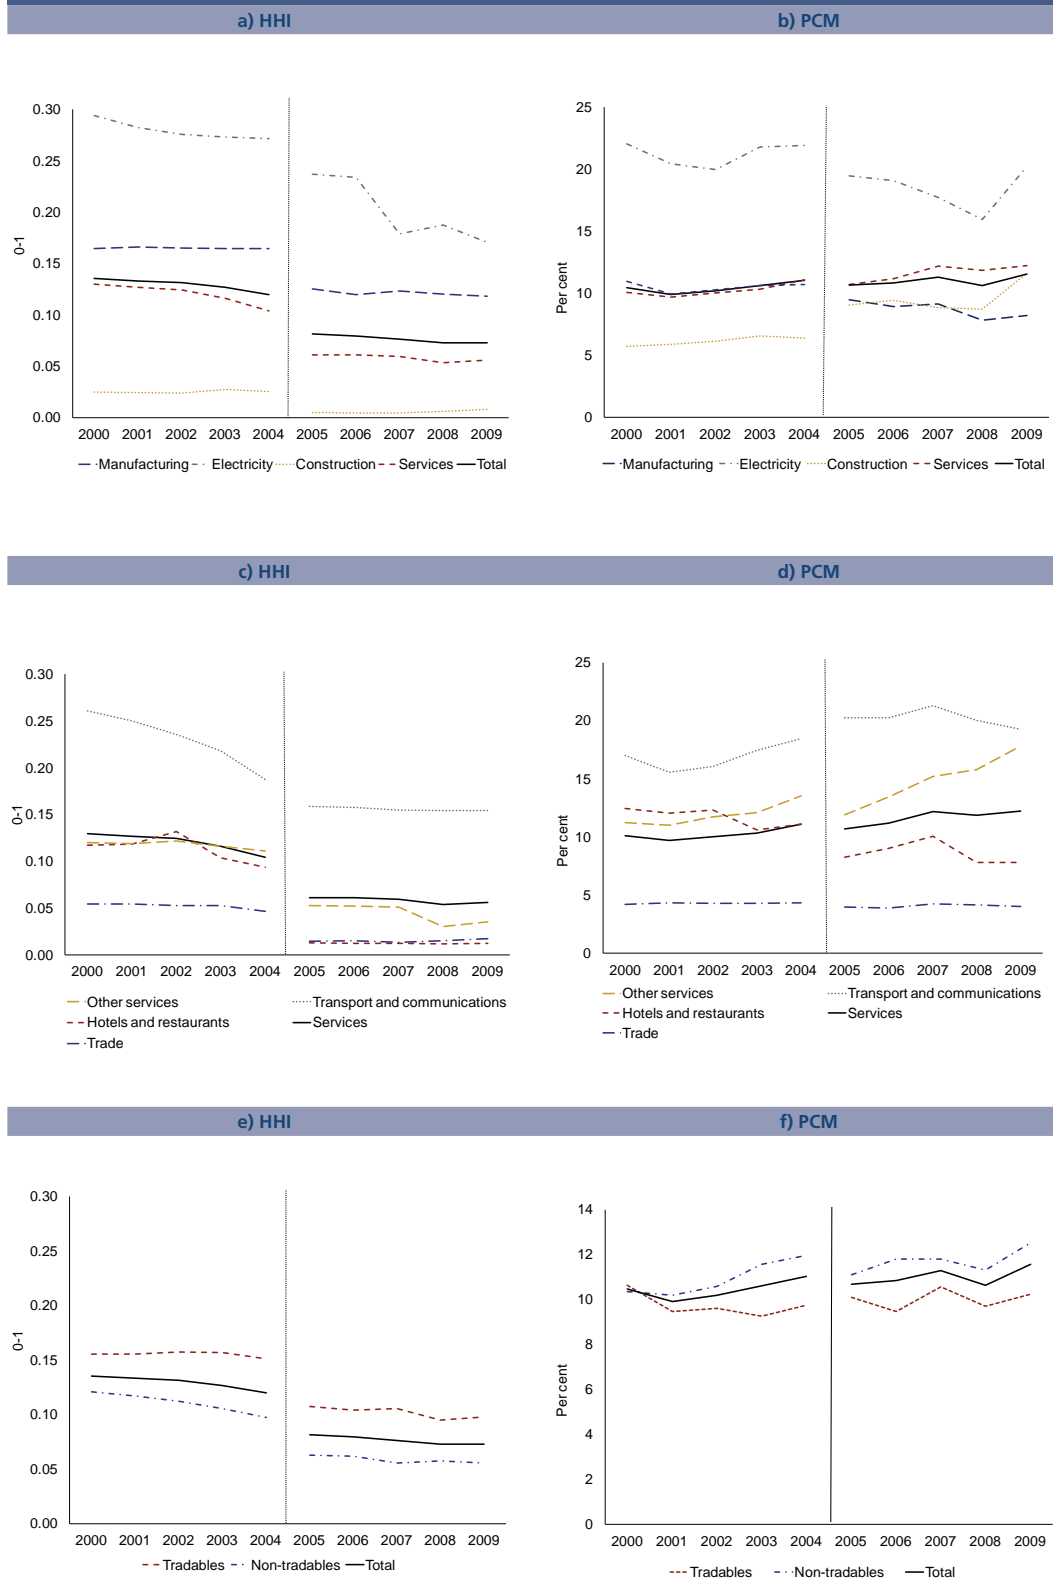 a) HHI
b) PCM
0.30
0.25
0.20
0.15
0.10
0.05
0.00
0-1
2000 2001 2002 2003 2004 2005 2006 2007 2008 2009
Manufacturing Electricity Construction Services Total
25
20
15
10
5
0
Per cent
2000 2001 2002 2003 2004 2005 2006 2007 2008 2009
Manufacturing Electricity Construction Services Total
c) HHI
d) PCM
0.30
0.25
0.20
0.15
0.10
0.05
0.00
0-1
2000 2001 2002 2003 2004 2005 2006 2007 2008 2009
Other services Transport and communications
Hotels and restaurants Services
Trade
25
20
15
10
5
0
Per cent
2000 2001 2002 2003 2004 2005 2006 2007 2008 2009
Other services Transport and communications
Hotels and restaurants Services
Trade
e) HHI
f) PCM
0.30
0.25
0.20
0.15
0.10
0.05
0.00
0-1
2000 2001 2002 2003 2004 2005 2006 2007 2008 2009
Tradables Non-tradables Total
14
12
10
8
6
4
2
0
Per cent
2000 2001 2002 2003 2004 2005 2006 2007 2008 2009
Tradables Non-tradables Total